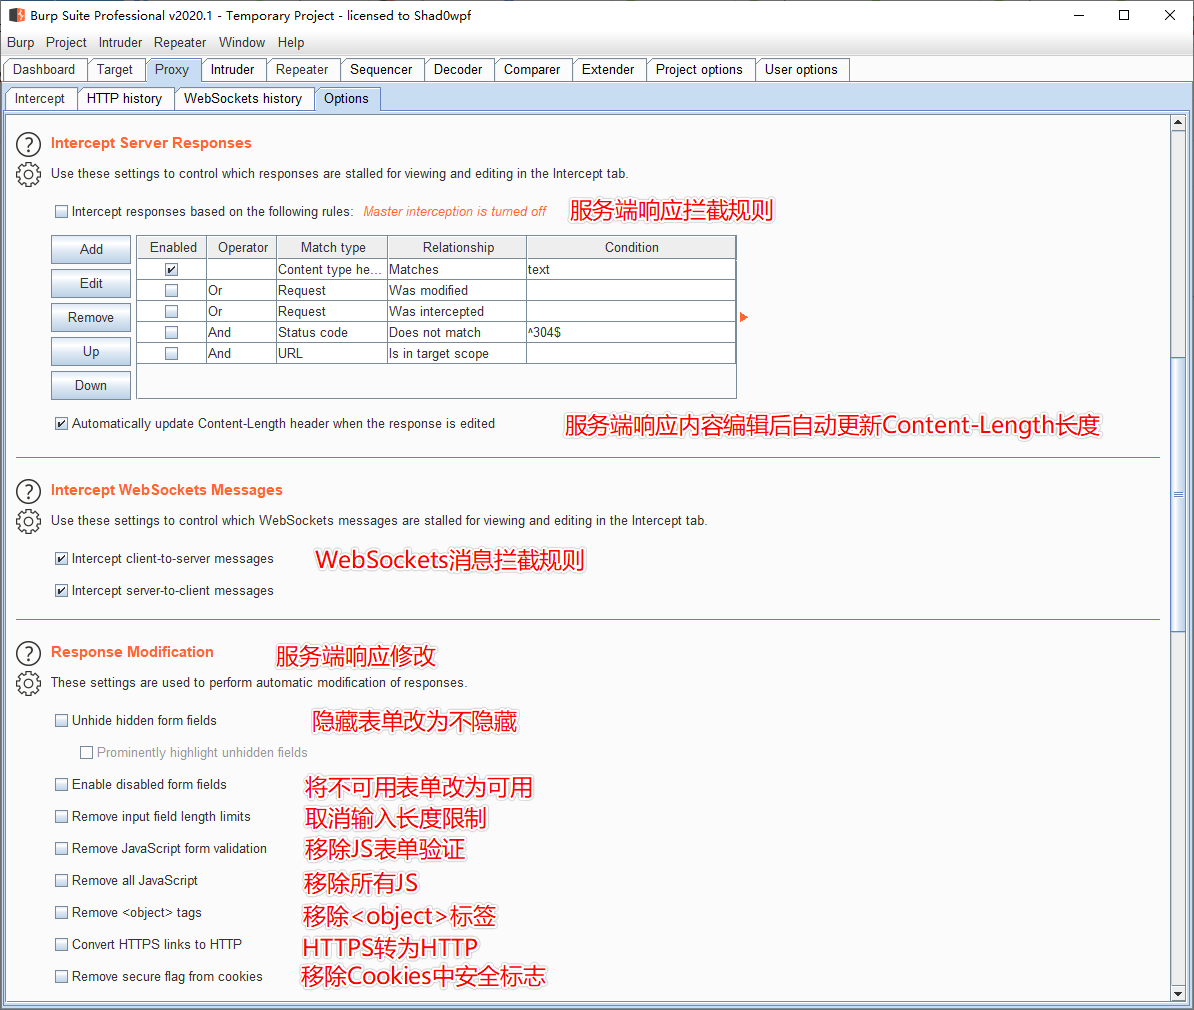 Burp Suite Professional v2020.1 - Temporary Project - licensed to Shad0wpf
Burp Project Intruder Repeater Window Help
Dashboard Target Proxy Intruder Repeater Sequencer Decoder Comparer Extender Project options User options
Intercept HTTP history WebSockets history Options
? Intercept Server Responses
Use these settings to control which responses are stalled for viewing and editing in the Intercept tab.
Intercept responses based on the following rules: Master interception is turned off 服务端响应拦截规则
Add Enabled Operator Match type Relationship Condition
Content type he... Matches text
Edit Or Request Was modified
Remove Or Request Was intercepted
And Status code Does not match ^304$
Up And URL Is in target scope
Down
Automatically update Content-Length header when the response is edited 服务端响应内容编辑后自动更新Content-Length长度
? Intercept WebSockets Messages
Use these settings to control which WebSockets messages are stalled for viewing and editing in the Intercept tab.
Intercept client-to-server messages WebSockets消息拦截规则
Intercept server-to-client messages
? Response Modification 服务端响应修改
These settings are used to perform automatic modification of responses.
Unhide hidden form fields 隐藏表单改为不隐藏
Prominently highlight unhidden fields
Enable disabled form fields 将不可用表单改为可用
Remove input field length limits 取消输入长度限制
Remove JavaScript form validation 移除JS表单验证
Remove all JavaScript 移除所有JS
Remove <object> tags 移除<object>标签
Convert HTTPS links to HTTP HTTPS转为HTTP
Remove secure flag from cookies 移除Cookies中安全标志